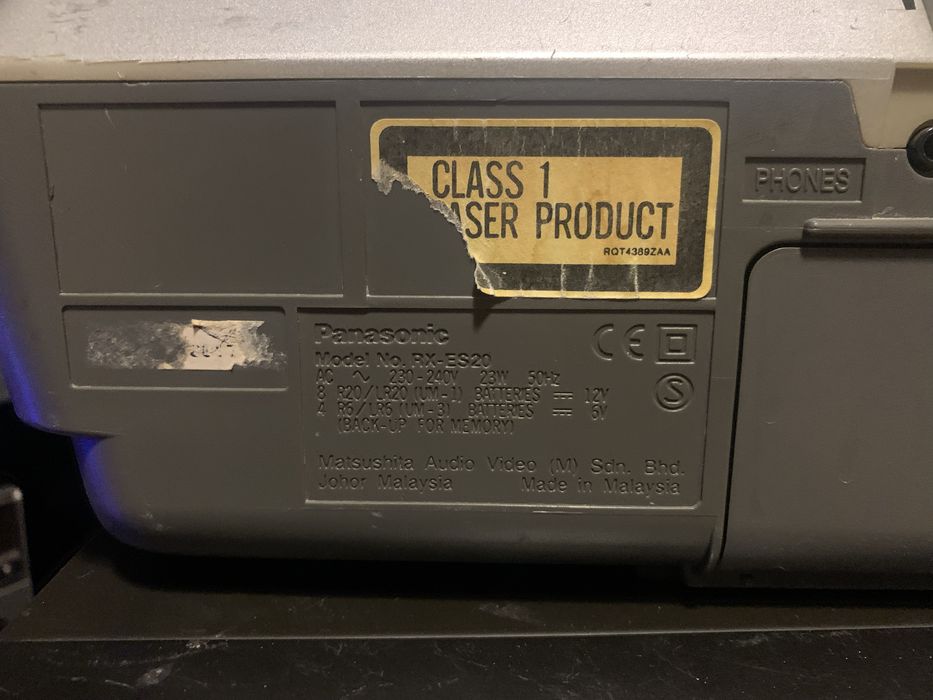 CLASS 1
ASER PRODUCT
RQT4389ZAA
PHONES
Panasonic
CE
Model No. RX-ES20
AC ∿ 230-240V 23W 50Hz
S
8 R20/LR20 (UM-1) BATTERIES ⎓ 12V
4 R6/LR6 (UM-3) BATTERIES ⎓ 6V
(BACK-UP FOR MEMORY)
Matsushita Audio Video (M) Sdn. Bhd.
Johor Malaysia Made in Malaysia